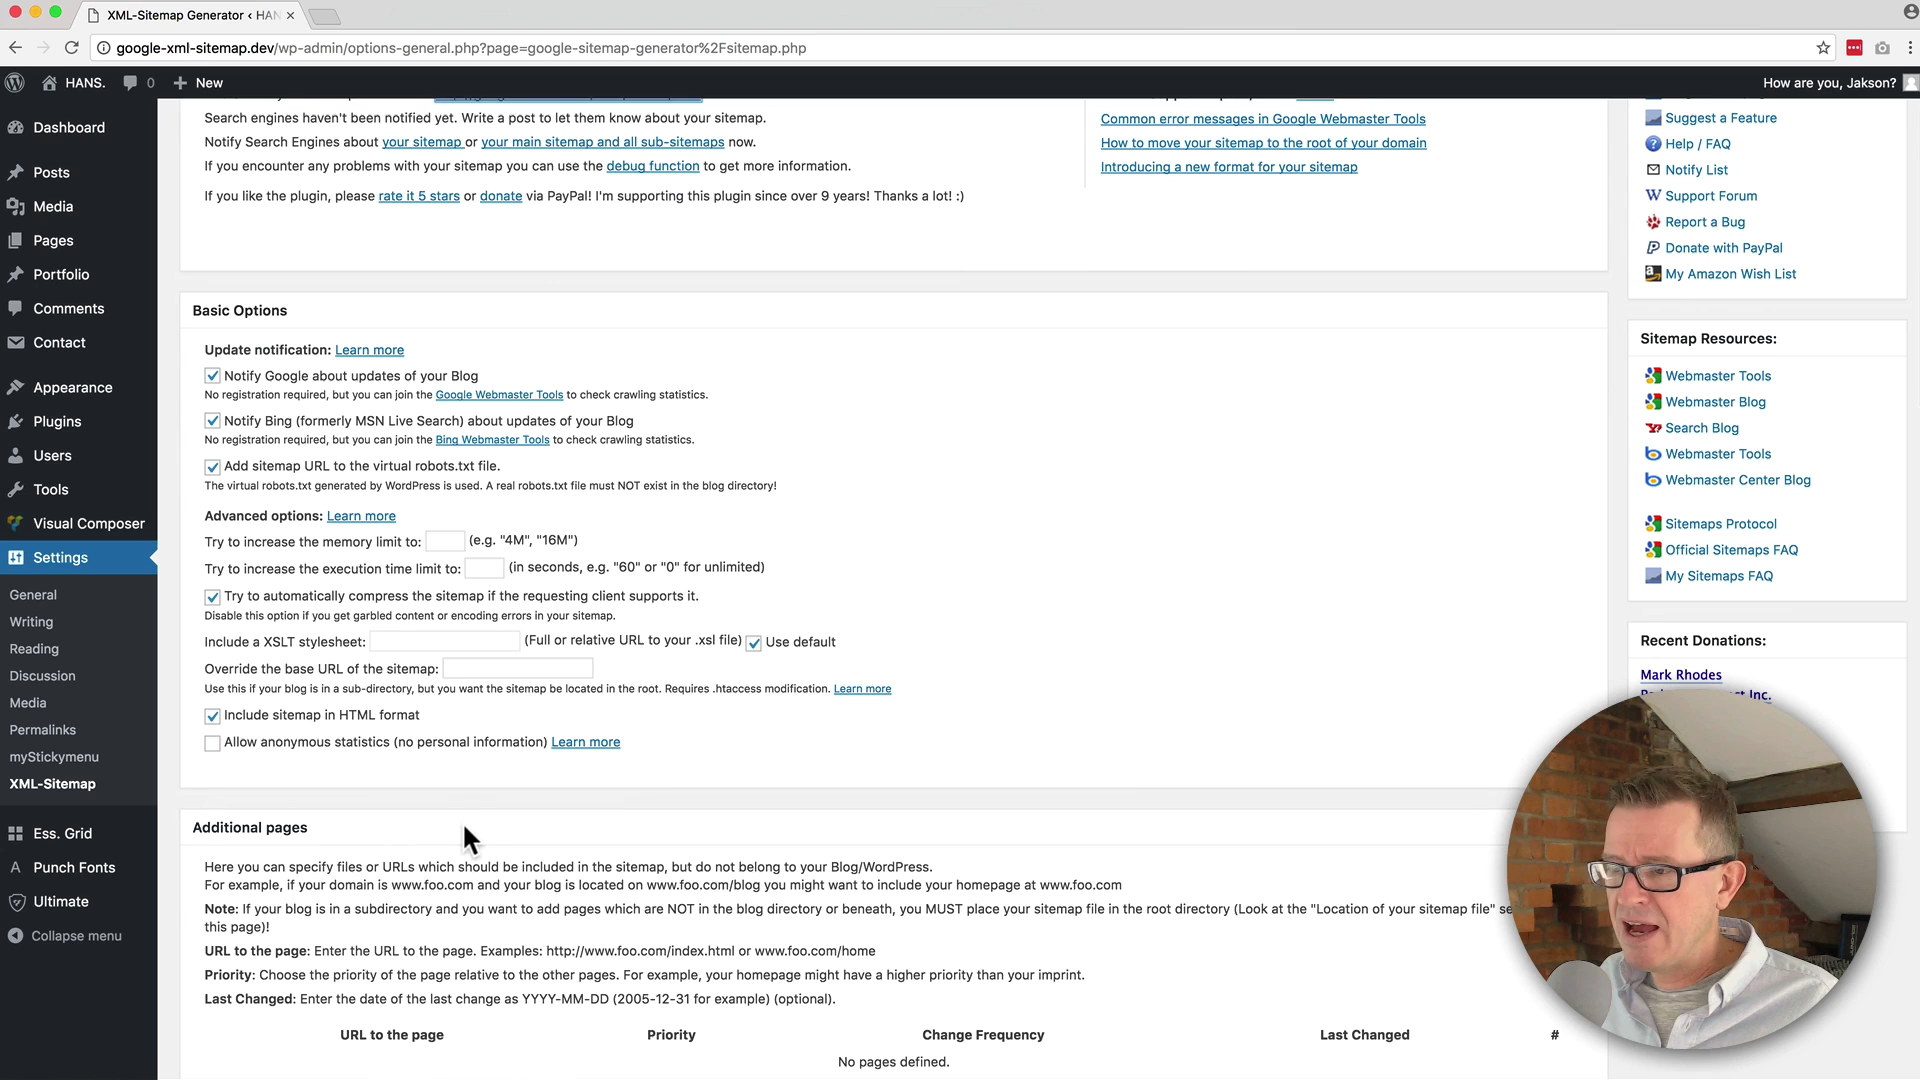 XML-Sitemap Generator ‹ HAN
google-xml-sitemap.dev/wp-admin/options-general.php?page=google-sitemap-generator%2Fsitemap.php
HANS.
0
New
How are you, Jakson?
Dashboard
Posts
Media
Pages
Portfolio
Comments
Contact
Appearance
Plugins
Users
Tools
Visual Composer
Settings
General
Writing
Reading
Discussion
Media
Permalinks
myStickymenu
XML-Sitemap
Ess. Grid
Punch Fonts
Ultimate
Collapse menu
Search engines haven't been notified yet. Write a post to let them know about your sitemap.
Notify Search Engines about your sitemap or your main sitemap and all sub-sitemaps now.
If you encounter any problems with your sitemap you can use the debug function to get more information.
If you like the plugin, please rate it 5 stars or donate via PayPal! I'm supporting this plugin since over 9 years! Thanks a lot! :)
Common error messages in Google Webmaster Tools
How to move your sitemap to the root of your domain
Introducing a new format for your sitemap
Basic Options
Update notification: Learn more
Notify Google about updates of your Blog
No registration required, but you can join the Google Webmaster Tools to check crawling statistics.
Notify Bing (formerly MSN Live Search) about updates of your Blog
No registration required, but you can join the Bing Webmaster Tools to check crawling statistics.
Add sitemap URL to the virtual robots.txt file.
The virtual robots.txt generated by WordPress is used. A real robots.txt file must NOT exist in the blog directory!
Advanced options: Learn more
Try to increase the memory limit to: (e.g. "4M", "16M")
Try to increase the execution time limit to: (in seconds, e.g. "60" or "0" for unlimited)
Try to automatically compress the sitemap if the requesting client supports it.
Disable this option if you get garbled content or encoding errors in your sitemap.
Include a XSLT stylesheet: (Full or relative URL to your .xsl file) Use default
Override the base URL of the sitemap:
Use this if your blog is in a sub-directory, but you want the sitemap be located in the root. Requires .htaccess modification. Learn more
Include sitemap in HTML format
Allow anonymous statistics (no personal information) Learn more
Additional pages
Here you can specify files or URLs which should be included in the sitemap, but do not belong to your Blog/WordPress.
For example, if your domain is www.foo.com and your blog is located on www.foo.com/blog you might want to include your homepage at www.foo.com
Note: If your blog is in a subdirectory and you want to add pages which are NOT in the blog directory or beneath, you MUST place your sitemap file in the root directory (Look at the "Location of your sitemap file" se
this page)!
URL to the page: Enter the URL to the page. Examples: http://www.foo.com/index.html or www.foo.com/home
Priority: Choose the priority of the page relative to the other pages. For example, your homepage might have a higher priority than your imprint.
Last Changed: Enter the date of the last change as YYYY-MM-DD (2005-12-31 for example) (optional).
URL to the page Priority Change Frequency Last Changed #
No pages defined.
Suggest a Feature
Help / FAQ
Notify List
Support Forum
Report a Bug
Donate with PayPal
My Amazon Wish List
Sitemap Resources:
Webmaster Tools
Webmaster Blog
Search Blog
Webmaster Tools
Webmaster Center Blog
Sitemaps Protocol
Official Sitemaps FAQ
My Sitemaps FAQ
Recent Donations:
Mark Rhodes
Inc.